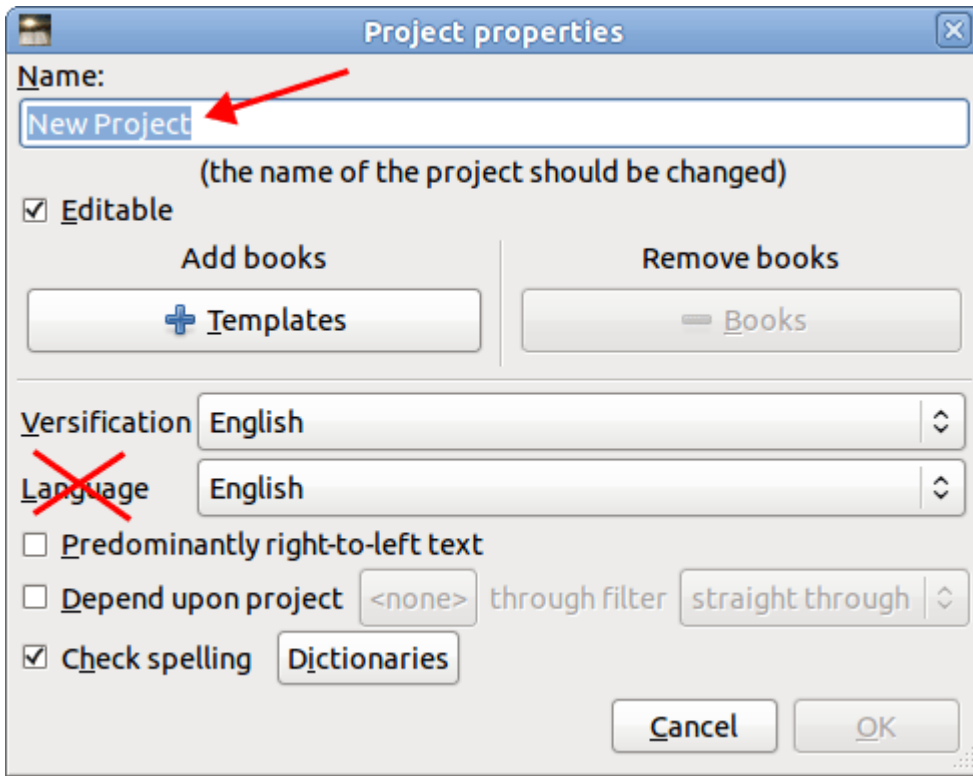 Project properties
Name:
New Project
(the name of the project should be changed)
Editable
Add books Remove books
Templates Books
Versification English
Language English
Predominantly right-to-left text
Depend upon project <none> through filter straight through
Check spelling Dictionaries
Cancel OK